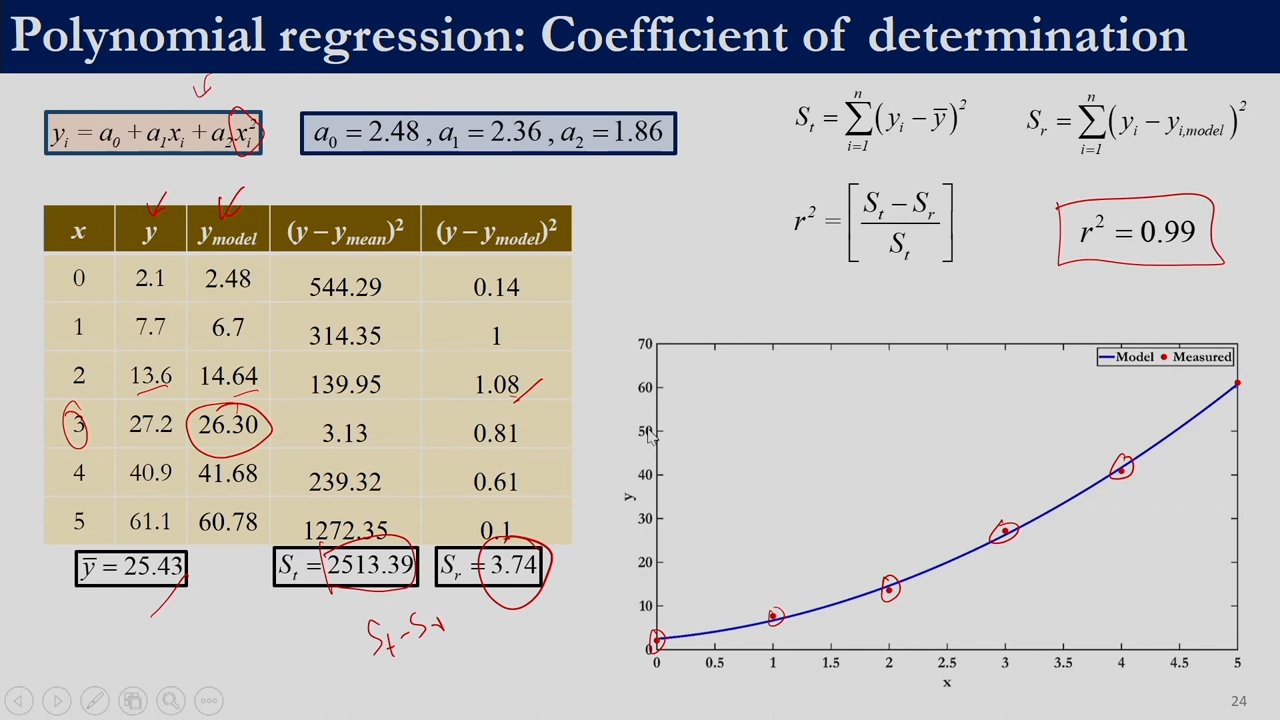 Polynomial regression: Coefficient of determination
yᵢ = a₀ + a₁xᵢ + a₂xᵢ²
a₀ = 2.48 , a₁ = 2.36 , a₂ = 1.86
Sₜ = ∑ᵢ₌₁ⁿ (yᵢ − ȳ)²
Sᵣ = ∑ᵢ₌₁ⁿ (yᵢ − yᵢ,model)²
r² = [(Sₜ − Sᵣ) / Sₜ]
r² = 0.99
x y ymodel (y − ymean)² (y − ymodel)²
0 2.1 2.48 544.29 0.14
1 7.7 6.7 314.35 1
2 13.6 14.64 139.95 1.08
3 27.2 26.30 3.13 0.81
4 40.9 41.68 239.32 0.61
5 61.1 60.78 1272.35 0.1
ȳ = 25.43 Sₜ = 2513.39 Sᵣ = 3.74
Sₜ – Sᵣ
Model Measured
70
60
50
40
30
20
10
0
y
0 0.5 1 1.5 2 2.5 3 3.5 4 4.5 5
x
24